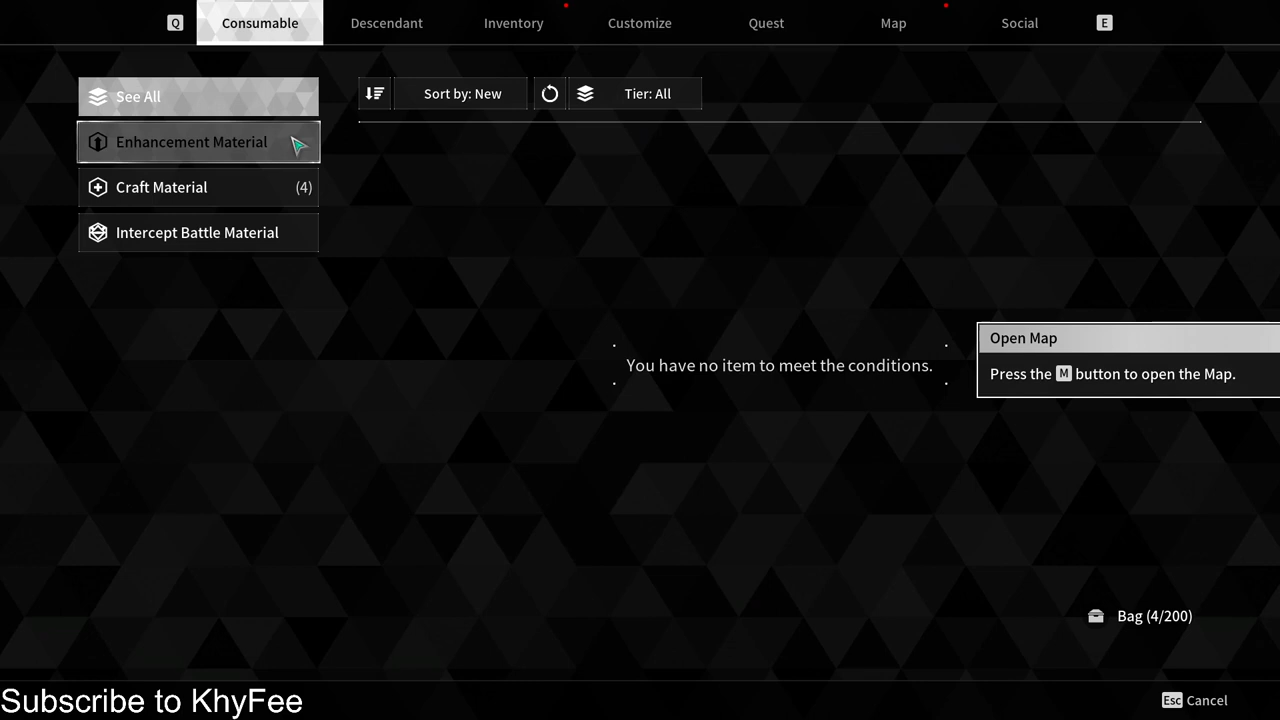 Q Consumable Descendant Inventory Customize Quest Map Social E
See All
Sort by: New
Tier: All
Enhancement Material
Craft Material (4)
Intercept Battle Material
You have no item to meet the conditions.
Open Map
Press the M button to open the Map.
Bag (4/200)
Subscribe to KhyFee
Esc Cancel